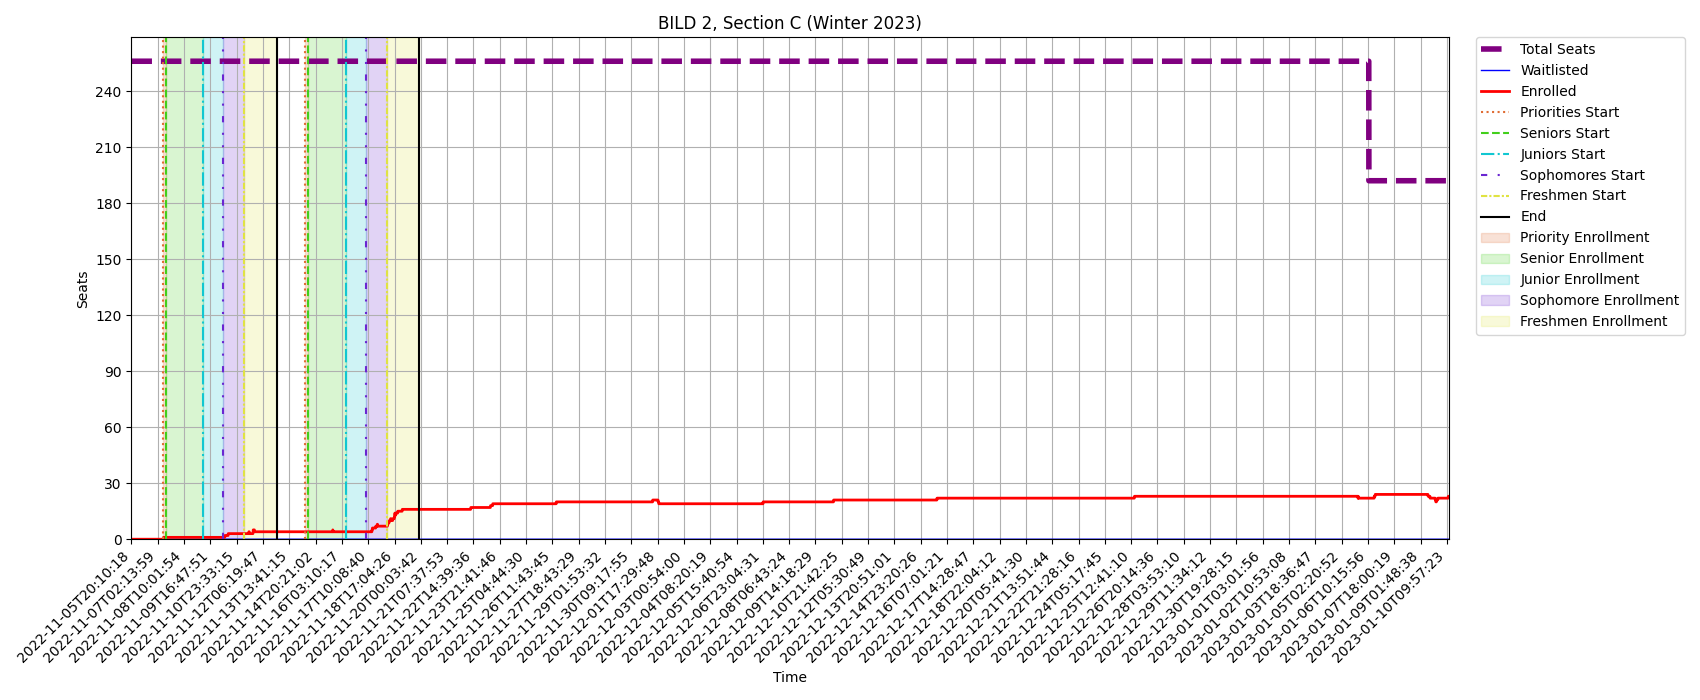 BILD 2, Section C (Winter 2023)
Seats
240
210
180
150
120
90
60
30
0
2022-11-05T20:10:18
2022-11-07T02:13:59
2022-11-08T10:01:54
2022-11-09T16:47:51
2022-11-10T23:33:15
2022-11-12T06:19:47
2022-11-13T13:41:15
2022-11-14T20:21:02
2022-11-16T03:10:17
2022-11-17T10:08:40
2022-11-18T17:04:26
2022-11-20T00:03:42
2022-11-21T07:37:53
2022-11-22T14:39:36
2022-11-23T21:41:46
2022-11-25T04:44:30
2022-11-26T11:43:45
2022-11-27T18:43:29
2022-11-29T01:53:32
2022-11-30T09:17:55
2022-12-01T17:29:48
2022-12-03T00:54:00
2022-12-04T08:20:19
2022-12-05T15:40:54
2022-12-06T23:04:31
2022-12-08T06:43:24
2022-12-09T14:18:29
2022-12-10T21:42:25
2022-12-12T05:30:49
2022-12-13T20:51:01
2022-12-14T23:20:26
2022-12-16T07:01:21
2022-12-17T14:28:47
2022-12-18T22:04:12
2022-12-20T05:41:30
2022-12-21T13:51:44
2022-12-22T21:28:16
2022-12-24T05:17:45
2022-12-25T12:41:10
2022-12-26T20:14:36
2022-12-28T03:53:10
2022-12-29T11:34:12
2022-12-30T19:28:15
2023-01-01T03:01:56
2023-01-02T10:53:08
2023-01-03T18:36:47
2023-01-05T02:20:52
2023-01-06T10:15:56
2023-01-07T18:00:19
2023-01-09T01:48:38
2023-01-10T09:57:23
Time
Total Seats
Waitlisted
Enrolled
Priorities Start
Seniors Start
Juniors Start
Sophomores Start
Freshmen Start
End
Priority Enrollment
Senior Enrollment
Junior Enrollment
Sophomore Enrollment
Freshmen Enrollment